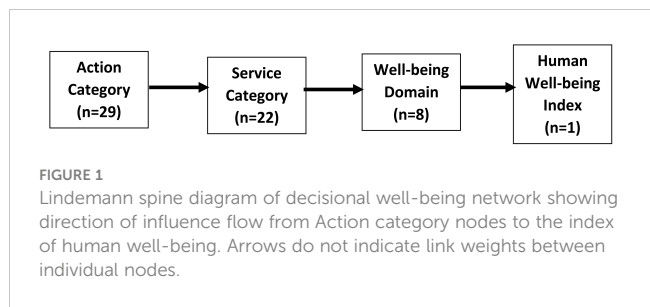 Action
Category
(n=29)
Service
Category
(n=22)
Well-being
Domain
(n=8)
Human
Well-being
Index
(n=1)
FIGURE 1
Lindemann spine diagram of decisional well-being network showing
direction of influence flow from Action category nodes to the index
of human well-being. Arrows do not indicate link weights between
individual nodes.